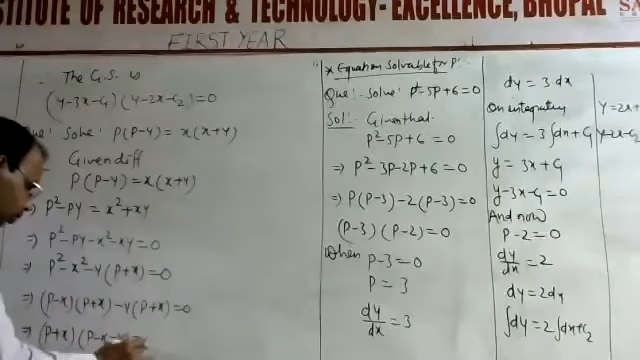 STITUTE OF RESEARCH & TECHNOLOGY-EXCELLENCE, BHOPAL
FIRST YEAR
∴ The G.S. is
(y-3x-c₁)(y-2x-c₂)=0
Que: Solve: P(P-y) = x(x+y)
Given diff
P(P-y)=x(x+y)
⇒ P²-Py = x²+xy
⇒ P²-Py-x²-xy=0
⇒ P²-x²-y(P+x)=0
⇒ (P-x)(P+x)-y(P+x)=0
⇒ (P+x)(P-x-
* Equation Solvable for P:
Que:- Solve: P²-5P+6=0
Sol:- Given that
P²-5P+6=0
⇒ P²-3P-2P+6=0
⇒ P(P-3)-2(P-3)=0
(P-3)(P-2)=0
When P-3=0
P=3
dy/dx=3
dy=3dx
On integrating
∫dy=3∫dx+c₁
y=3x+c₁
y-3x-c₁=0
And now
P-2=0
dy/dx=2
dy=2dx
∫dy=2∫dx+c₂
y=2x+
y-2x-c₂